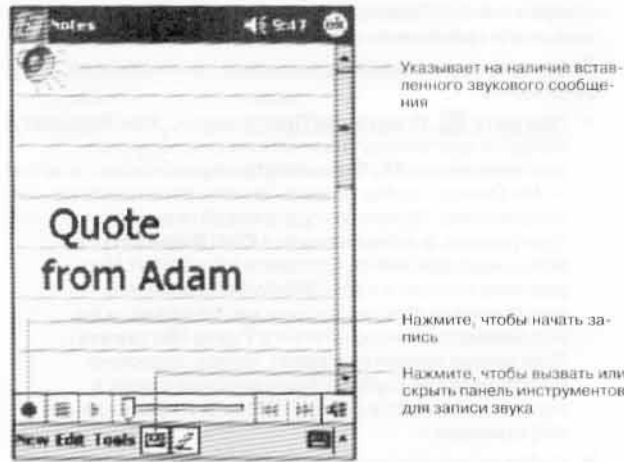 Notes 9:47 ok
Указывает на наличие встав-
ленного звукового сообще-
ния
Quote
from Adam
Нажмите, чтобы начать за-
пись
Нажмите, чтобы вызвать или
скрыть панель инструментов
для записи звука
New Edit Tools